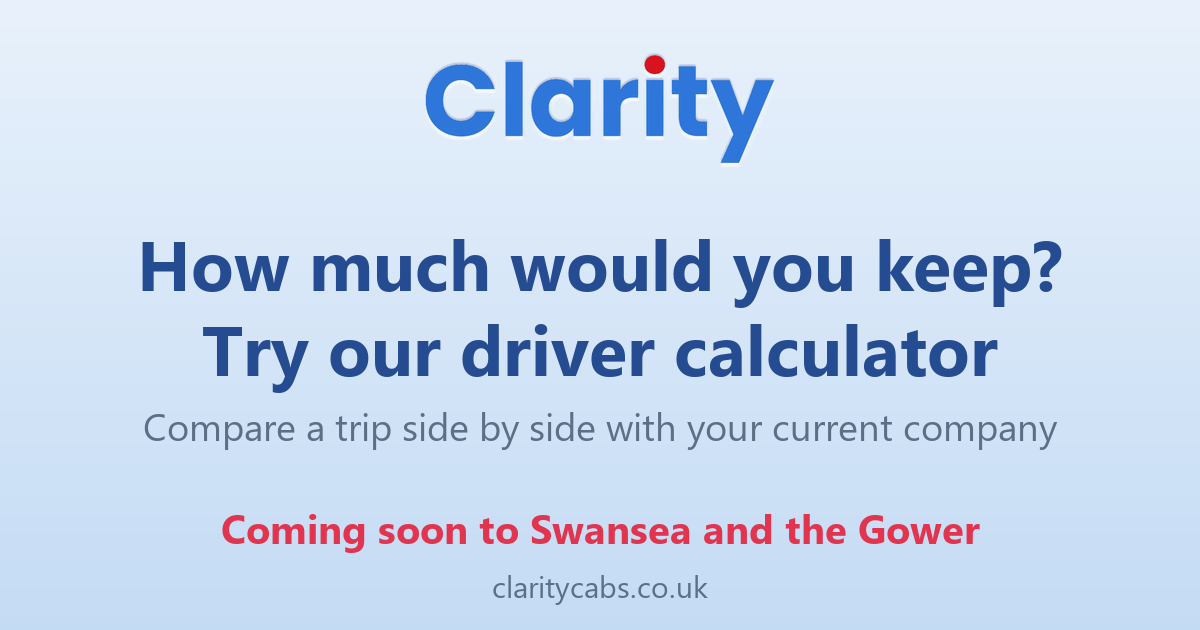 Clarity
How much would you keep?
Try our driver calculator
Compare a trip side by side with your current company
Coming soon to Swansea and the Gower
claritycabs.co.uk